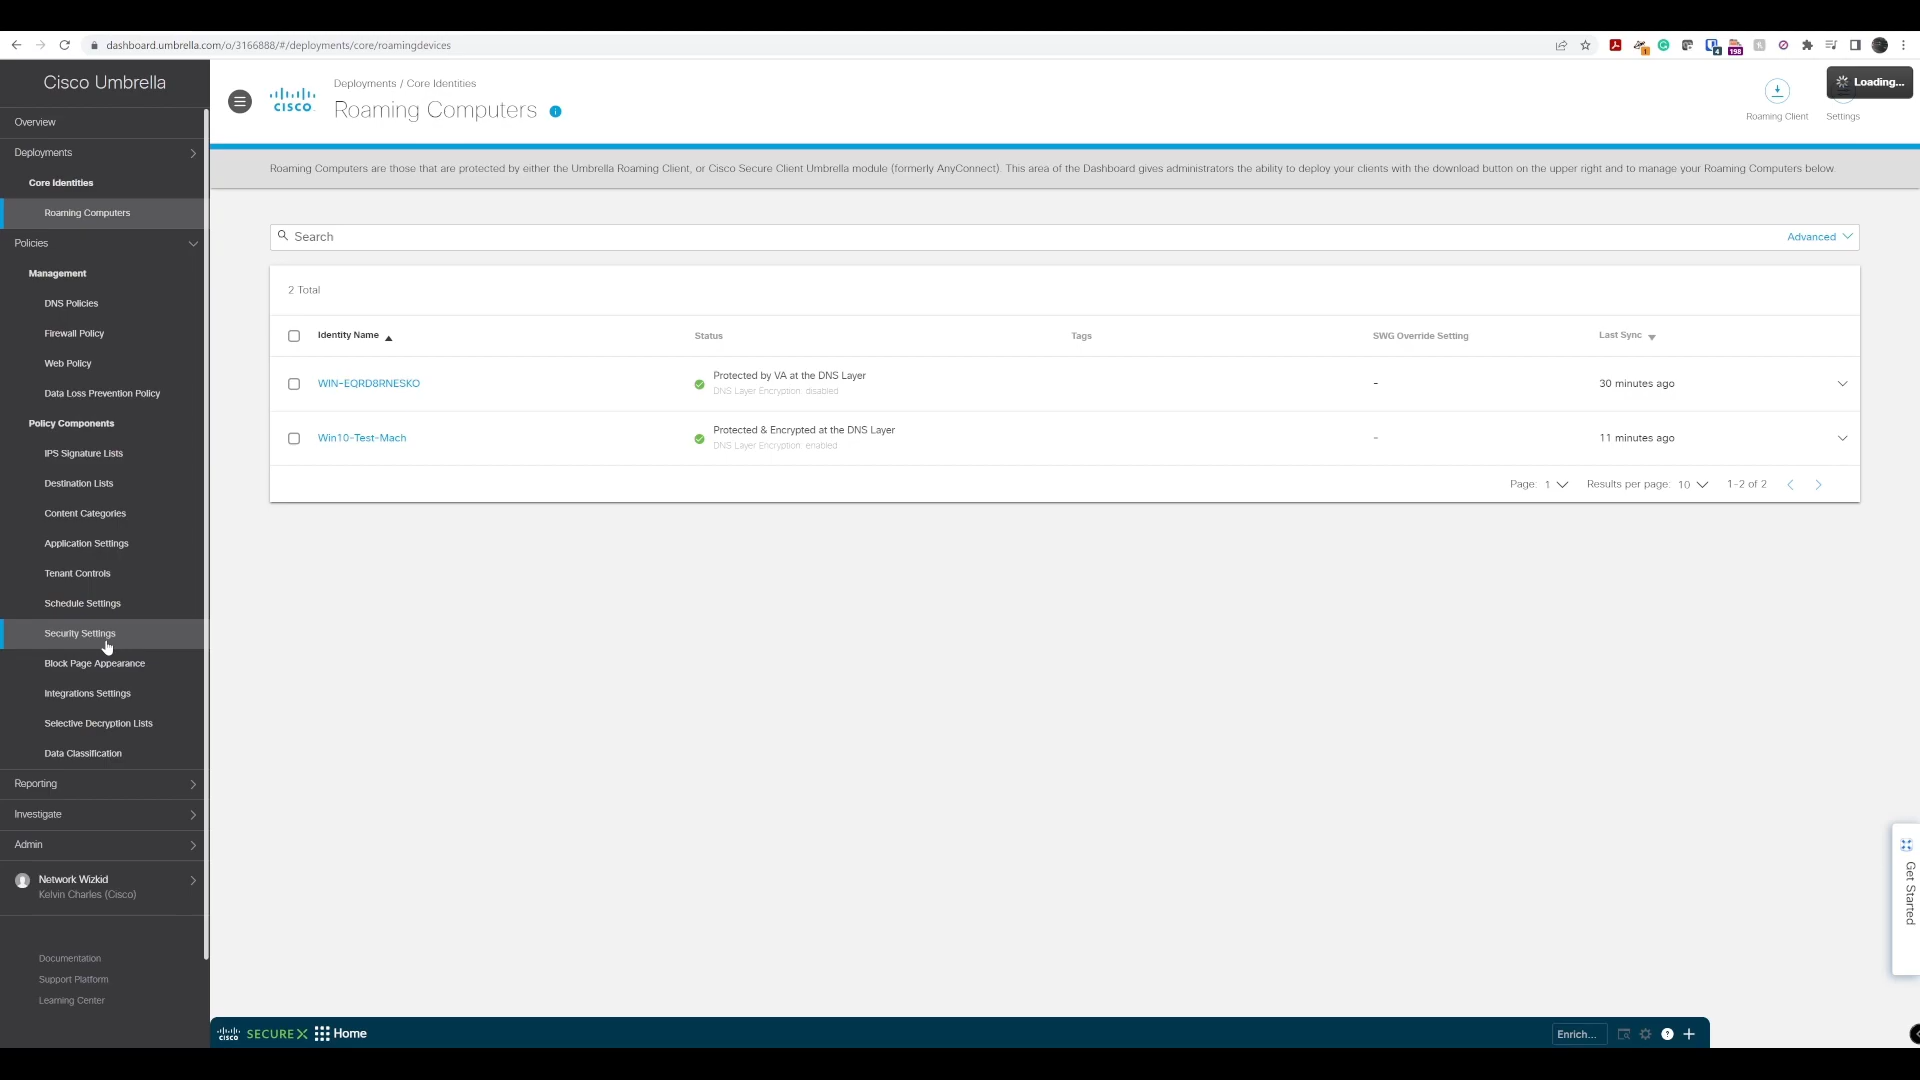 dashboard.umbrella.com/o/3166888/#/deployments/core/roamingdevices
1
4
198
Cisco Umbrella
Overview
Deployments
Core Identities
Roaming Computers
Policies
Management
DNS Policies
Firewall Policy
Web Policy
Data Loss Prevention Policy
Policy Components
IPS Signature Lists
Destination Lists
Content Categories
Application Settings
Tenant Controls
Schedule Settings
Security Settings
Block Page Appearance
Integrations Settings
Selective Decryption Lists
Data Classification
Reporting
Investigate
Admin
Network Wizkid
Kelvin Charles (Cisco)
Documentation
Support Platform
Learning Center
CISCO
Deployments / Core Identities
Roaming Computers
Roaming Client
Settings
Loading...
Roaming Computers are those that are protected by either the Umbrella Roaming Client, or Cisco Secure Client Umbrella module (formerly AnyConnect). This area of the Dashboard gives administrators the ability to deploy your clients with the download button on the upper right and to manage your Roaming Computers below.
Search
Advanced
2 Total
Identity Name Status Tags SWG Override Setting Last Sync
WIN-EQRD8RNESKO Protected by VA at the DNS Layer - 30 minutes ago
DNS Layer Encryption: disabled
Win10-Test-Mach Protected & Encrypted at the DNS Layer - 11 minutes ago
DNS Layer Encryption: enabled
Page: 1 Results per page: 10 1-2 of 2
Get Started
CISCO SECUREX Home
Enrich...